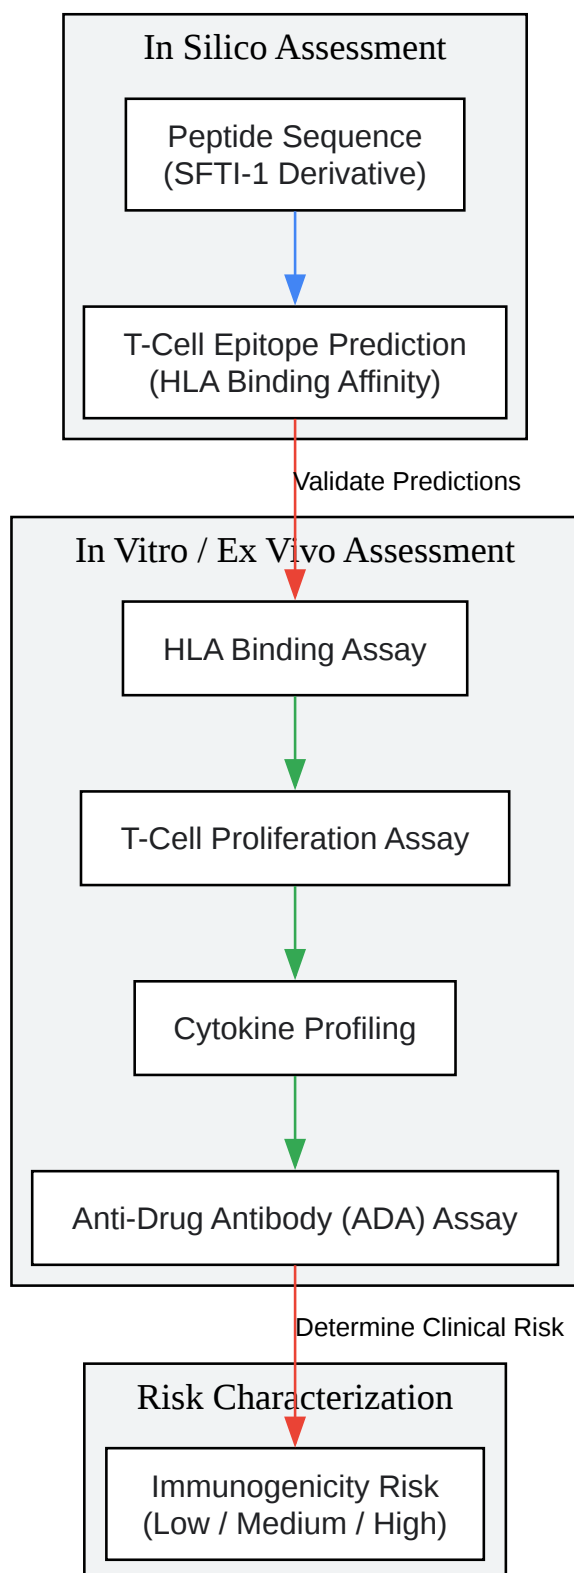 In Silico Assessment
Peptide Sequence
(SFTI-1 Derivative)
T-Cell Epitope Prediction
(HLA Binding Affinity)
Validate Predictions
In Vitro / Ex Vivo Assessment
HLA Binding Assay
T-Cell Proliferation Assay
Cytokine Profiling
Anti-Drug Antibody (ADA) Assay
Determine Clinical Risk
Risk Characterization
Immunogenicity Risk
(Low / Medium / High)